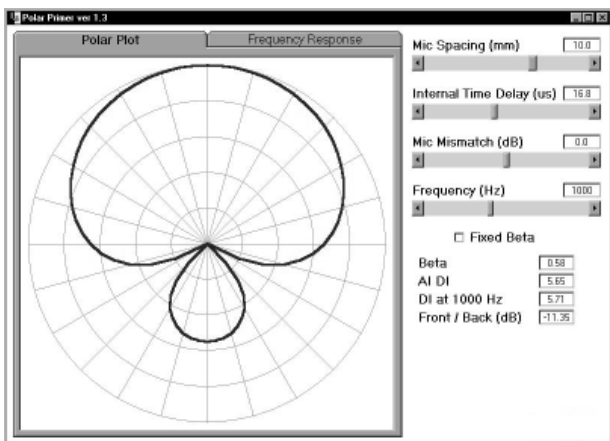 Polar Primer ver 1.3
Polar Plot
Frequency Response
Mic Spacing (mm) 10.0
Internal Time Delay (us) 16.8
Mic Mismatch (dB) 0.0
Frequency (Hz) 1000
Fixed Beta
Beta 0.58
AI DI 5.65
DI at 1000 Hz 5.71
Front / Back (dB) -11.35